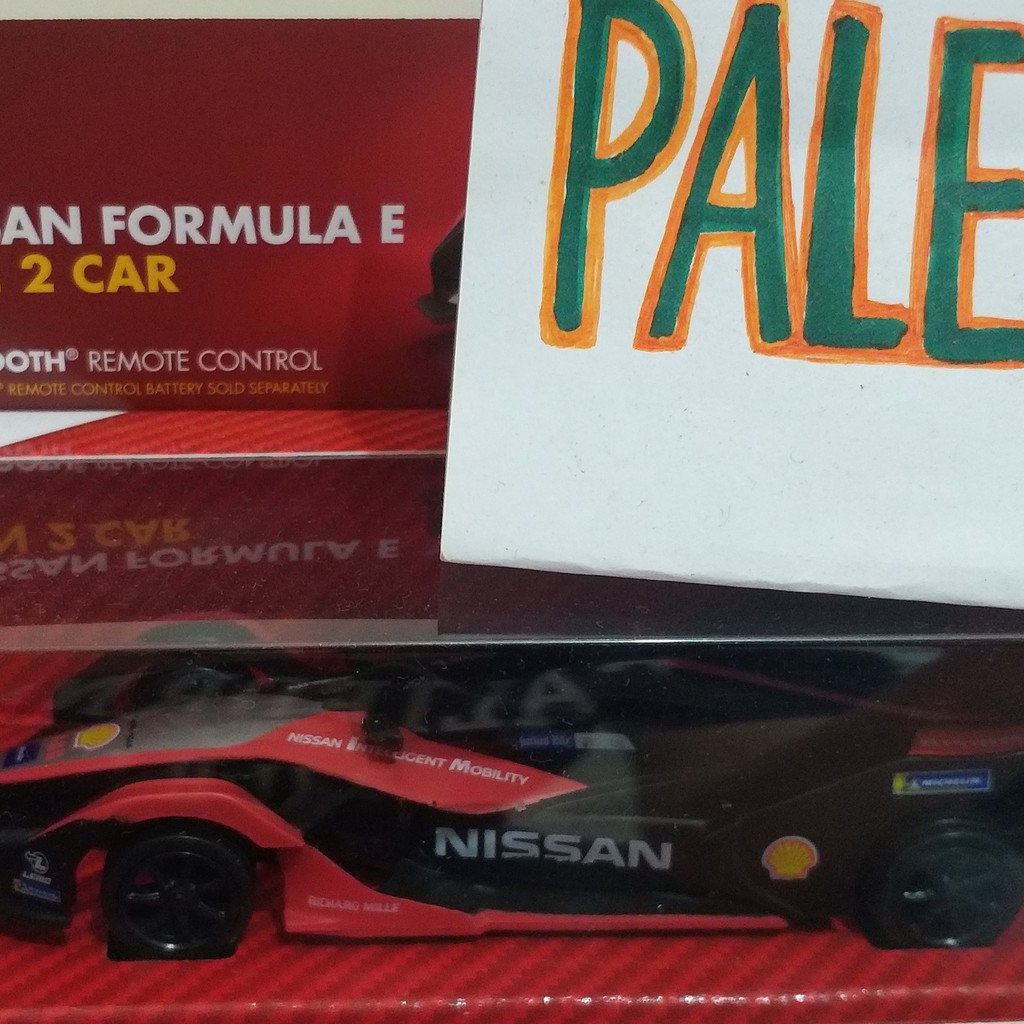 SAN FORMULA E
2 CAR
OOTH® REMOTE CONTROL
REMOTE CONTROL BATTERY SOLD SEPARATELY
PALE
NISSAN INTELLIGENT MOBILITY
NISSAN
MICHELIN
RICHARD MILLE